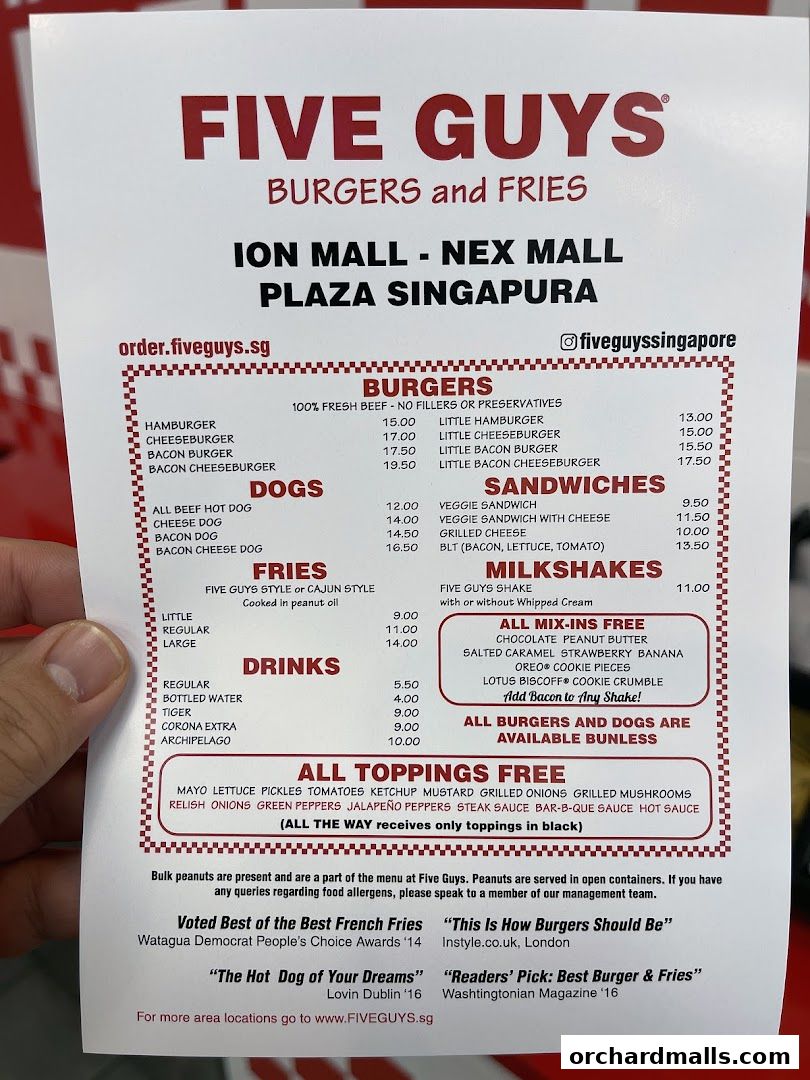 FIVE GUYS®
BURGERS and FRIES
ION MALL - NEX MALL
PLAZA SINGAPURA
order.fiveguys.sg
fiveguyssingapore
BURGERS
100% FRESH BEEF - NO FILLERS OR PRESERVATIVES
HAMBURGER 15.00
CHEESEBURGER 17.00
BACON BURGER 17.50
BACON CHEESEBURGER 19.50
LITTLE HAMBURGER 13.00
LITTLE CHEESEBURGER 15.00
LITTLE BACON BURGER 15.50
LITTLE BACON CHEESEBURGER 17.50
DOGS
ALL BEEF HOT DOG 12.00
CHEESE DOG 14.00
BACON DOG 14.50
BACON CHEESE DOG 16.50
SANDWICHES
VEGGIE SANDWICH 9.50
VEGGIE SANDWICH WITH CHEESE 11.50
GRILLED CHEESE 10.00
BLT (BACON, LETTUCE, TOMATO) 13.50
FRIES
FIVE GUYS STYLE or CAJUN STYLE
Cooked in peanut oil
LITTLE 9.00
REGULAR 11.00
LARGE 14.00
MILKSHAKES
FIVE GUYS SHAKE 11.00
with or without Whipped Cream
ALL MIX-INS FREE
CHOCOLATE PEANUT BUTTER
SALTED CARAMEL STRAWBERRY BANANA
OREO® COOKIE PIECES
LOTUS BISCOFF® COOKIE CRUMBLE
Add Bacon to Any Shake!
DRINKS
REGULAR 5.50
BOTTLED WATER 4.00
TIGER 9.00
CORONA EXTRA 9.00
ARCHIPELAGO 10.00
ALL BURGERS AND DOGS ARE
AVAILABLE BUNLESS
ALL TOPPINGS FREE
MAYO LETTUCE PICKLES TOMATOES KETCHUP MUSTARD GRILLED ONIONS GRILLED MUSHROOMS
RELISH ONIONS GREEN PEPPERS JALAPEÑO PEPPERS STEAK SAUCE BAR-B-QUE SAUCE HOT SAUCE
(ALL THE WAY receives only toppings in black)
Bulk peanuts are present and are a part of the menu at Five Guys. Peanuts are served in open containers. If you have
any queries regarding food allergens, please speak to a member of our management team.
Voted Best of the Best French Fries
Watagua Democrat People's Choice Awards '14
"This Is How Burgers Should Be"
Instyle.co.uk, London
"The Hot Dog of Your Dreams"
Lovin Dublin '16
"Readers' Pick: Best Burger & Fries"
Washtingtonian Magazine '16
For more area locations go to www.FIVEGUYS.sg
orchardmalls.com